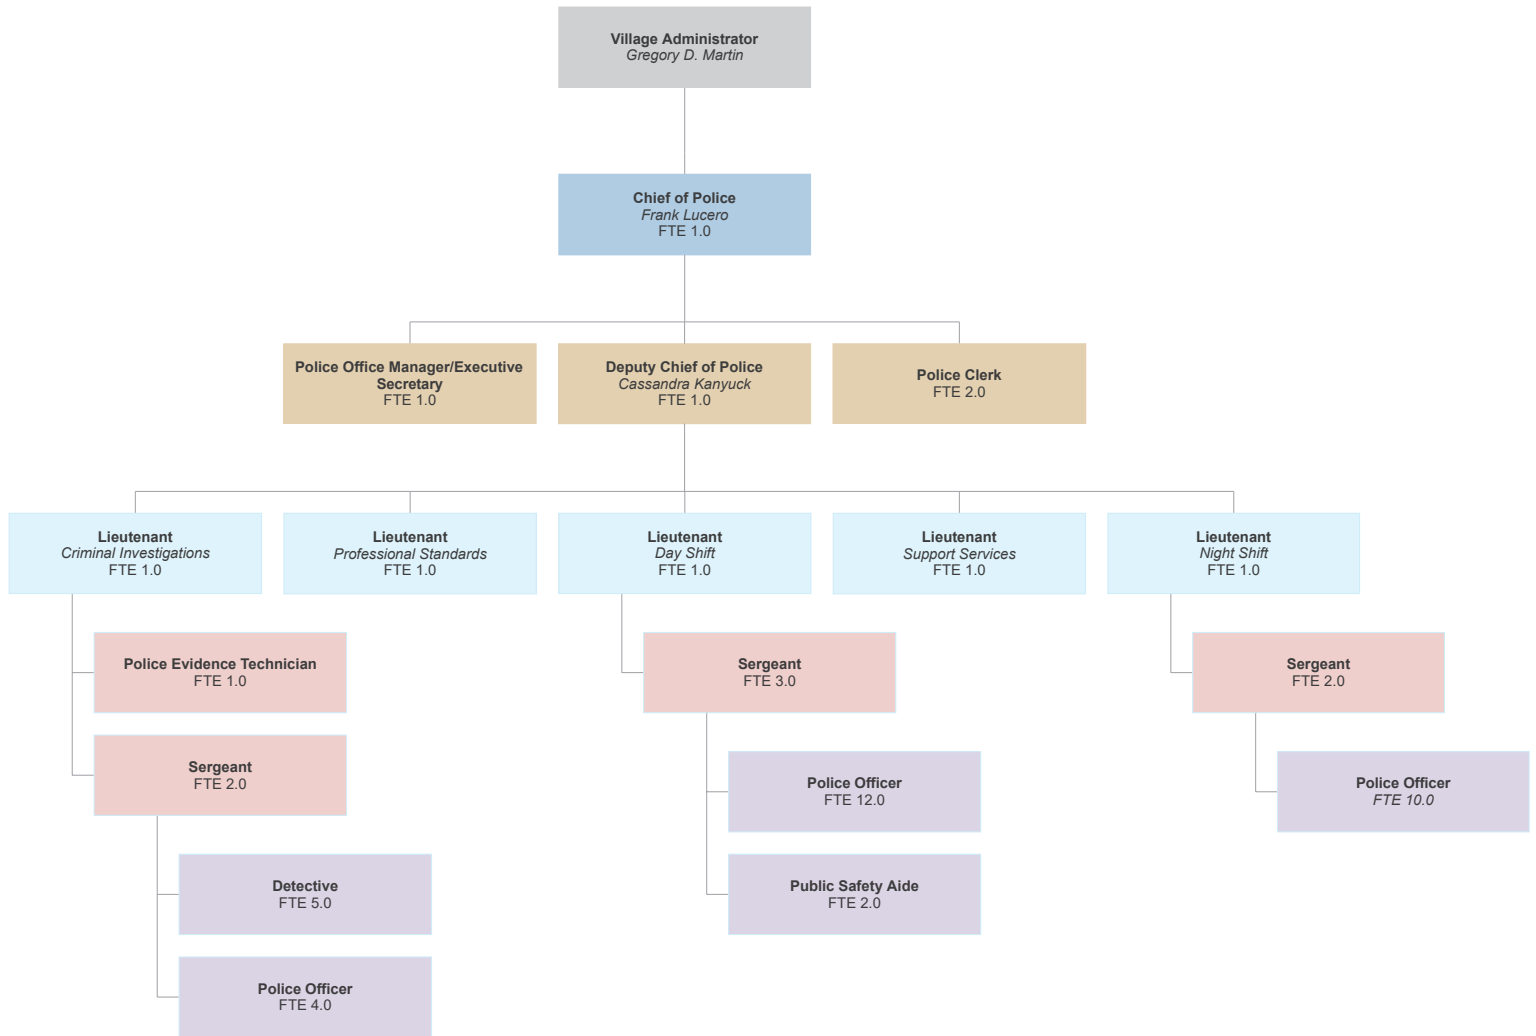 Village Administrator
Gregory D. Martin
Chief of Police
Frank Lucero
FTE 1.0
Police Office Manager/Executive
Secretary
FTE 1.0
Deputy Chief of Police
Cassandra Kanyuck
FTE 1.0
Police Clerk
FTE 2.0
Lieutenant
Criminal Investigations
FTE 1.0
Lieutenant
Professional Standards
FTE 1.0
Lieutenant
Day Shift
FTE 1.0
Lieutenant
Support Services
FTE 1.0
Lieutenant
Night Shift
FTE 1.0
Police Evidence Technician
FTE 1.0
Sergeant
FTE 2.0
Detective
FTE 5.0
Police Officer
FTE 4.0
Sergeant
FTE 3.0
Police Officer
FTE 12.0
Public Safety Aide
FTE 2.0
Sergeant
FTE 2.0
Police Officer
FTE 10.0